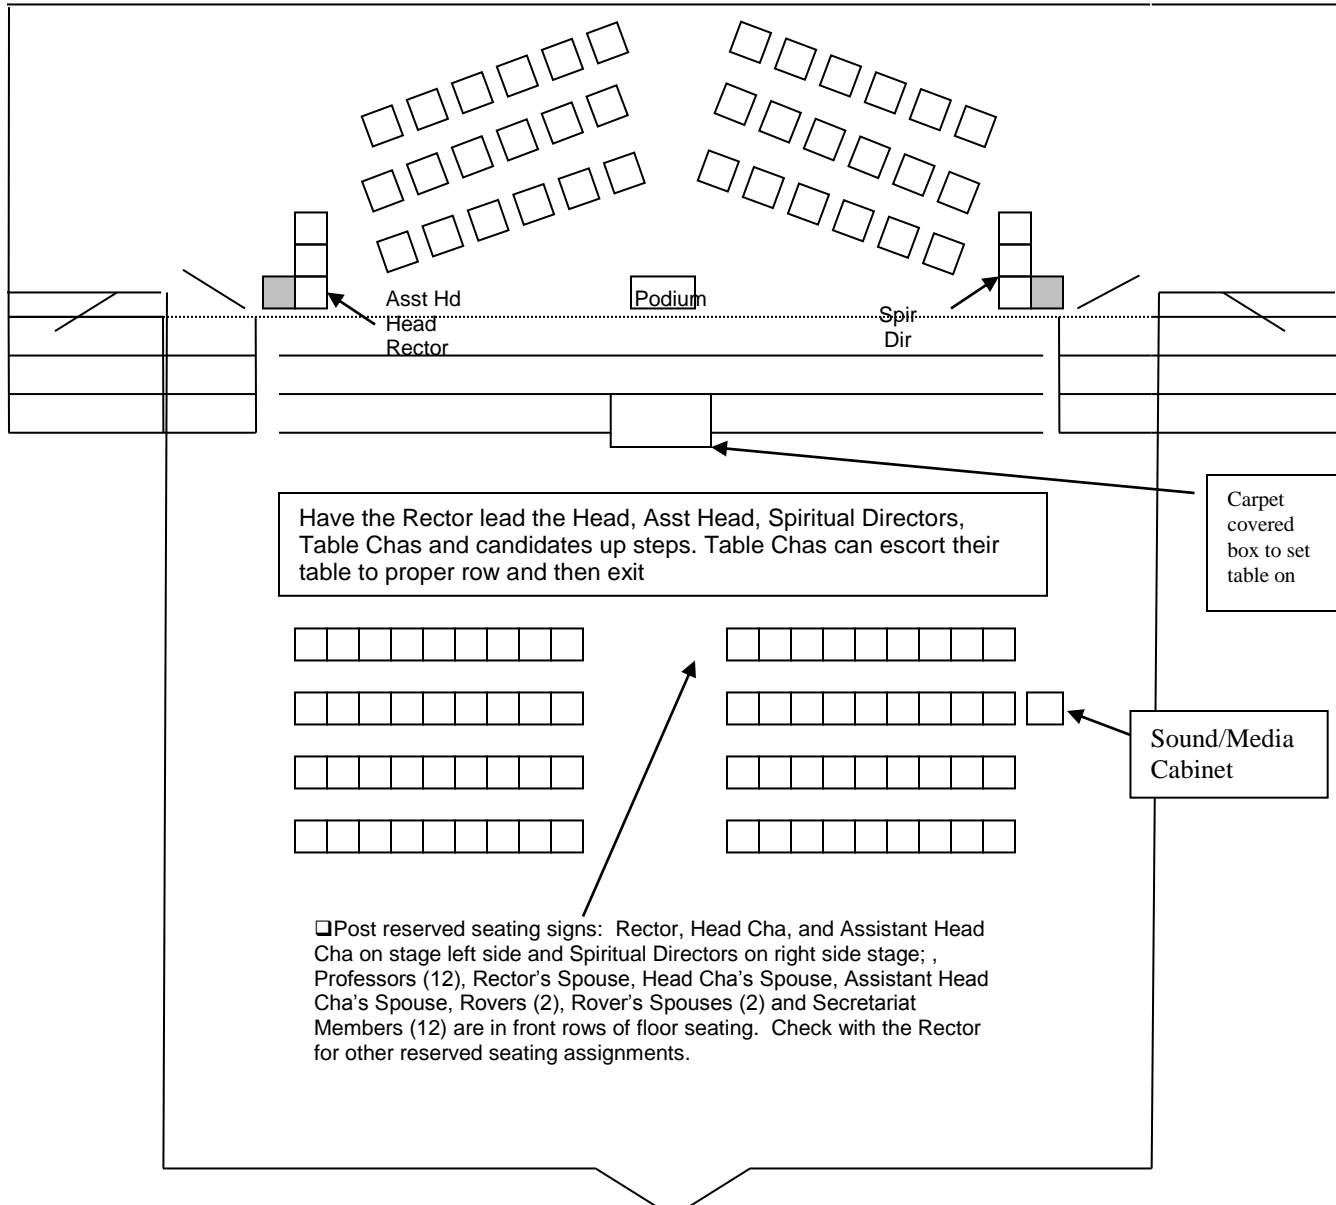 Asst Hd
Head
Rector
Podium
Spir
Dir
Carpet
covered
box to set
table on
Have the Rector lead the Head, Asst Head, Spiritual Directors,
Table Chas and candidates up steps. Table Chas can escort their
table to proper row and then exit
Sound/Media
Cabinet
❑Post reserved seating signs:  Rector, Head Cha, and Assistant Head
Cha on stage left side and Spiritual Directors on right side stage; ,
Professors (12), Rector’s Spouse, Head Cha’s Spouse, Assistant Head
Cha’s Spouse, Rovers (2), Rover’s Spouses (2) and Secretariat
Members (12) are in front rows of floor seating.  Check with the Rector
for other reserved seating assignments.